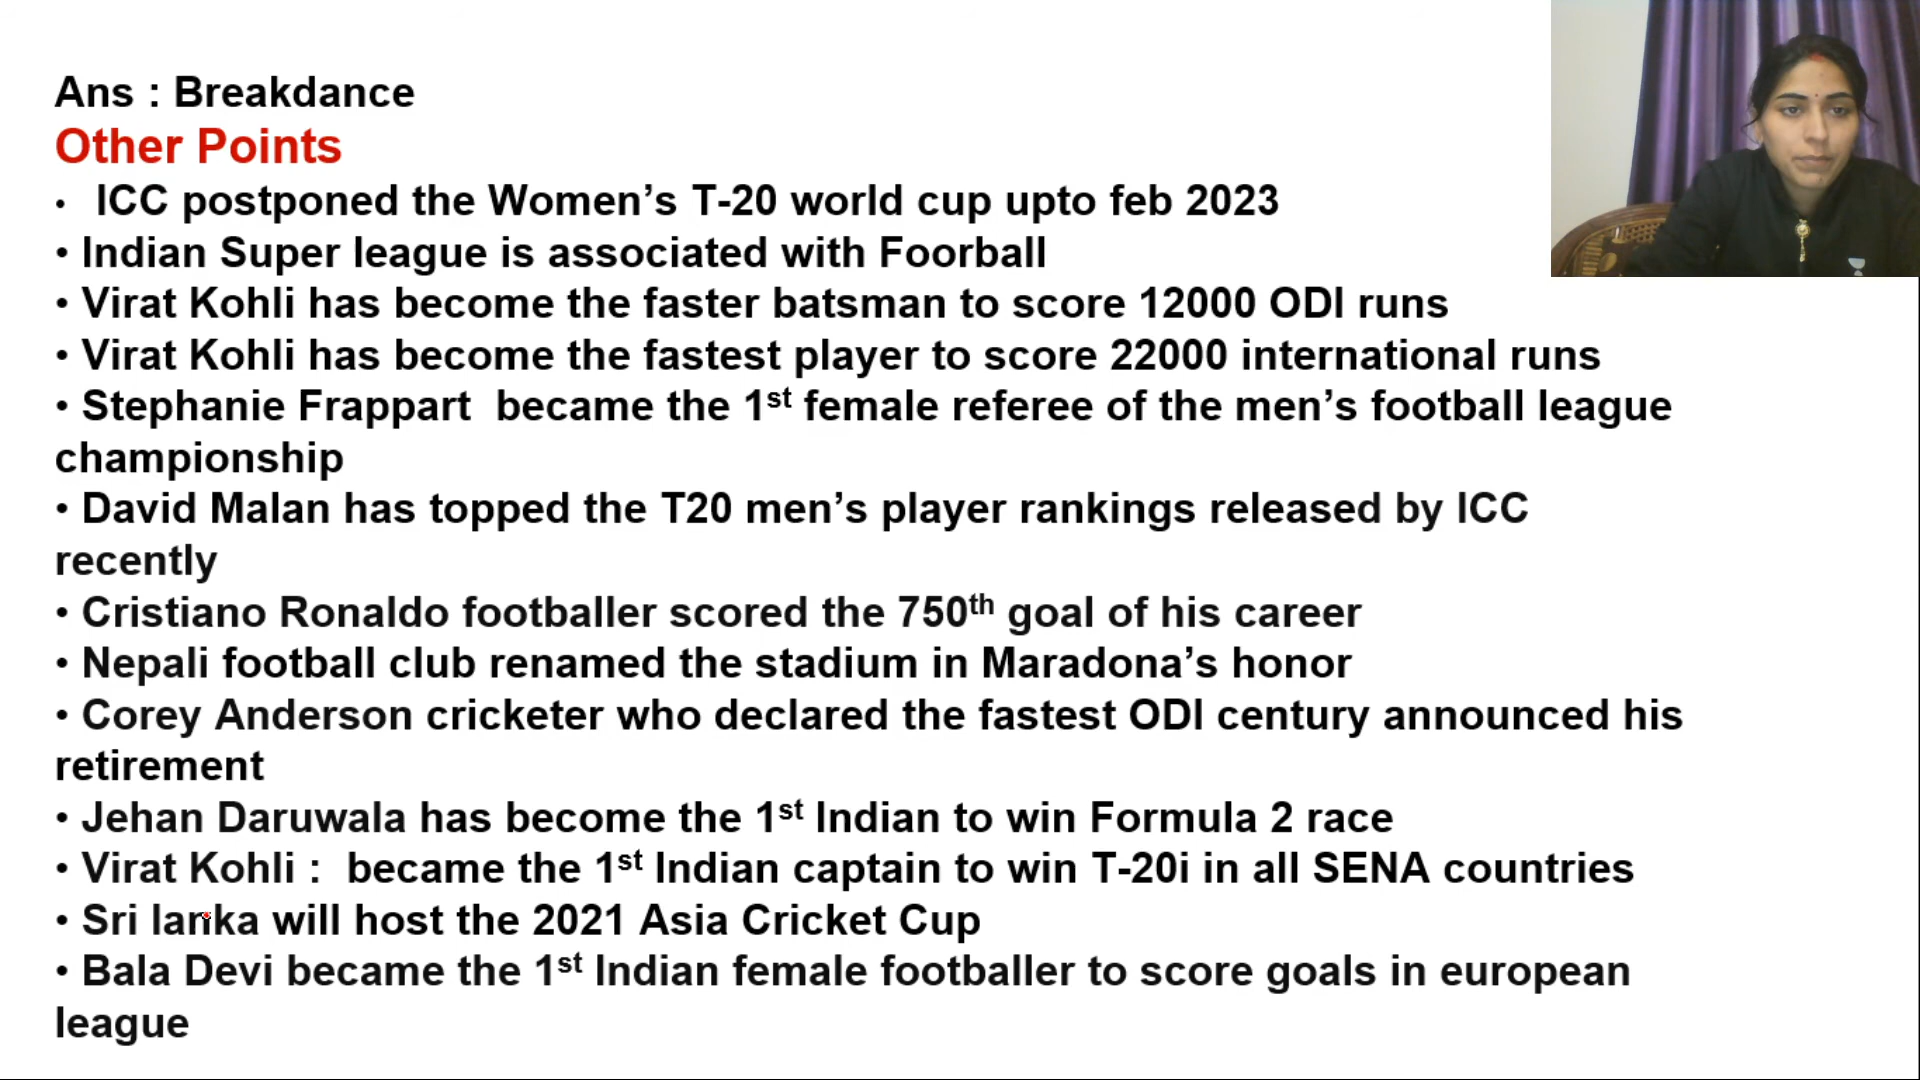 Ans : Breakdance
Other Points
• ICC postponed the Women’s T-20 world cup upto feb 2023
• Indian Super league is associated with Foorball
• Virat Kohli has become the faster batsman to score 12000 ODI runs
• Virat Kohli has become the fastest player to score 22000 international runs
• Stephanie Frappart became the 1st female referee of the men’s football league
championship
• David Malan has topped the T20 men’s player rankings released by ICC
recently
• Cristiano Ronaldo footballer scored the 750th goal of his career
• Nepali football club renamed the stadium in Maradona’s honor
• Corey Anderson cricketer who declared the fastest ODI century announced his
retirement
• Jehan Daruwala has become the 1st Indian to win Formula 2 race
• Virat Kohli : became the 1st Indian captain to win T-20i in all SENA countries
• Sri lanka will host the 2021 Asia Cricket Cup
• Bala Devi became the 1st Indian female footballer to score goals in european
league